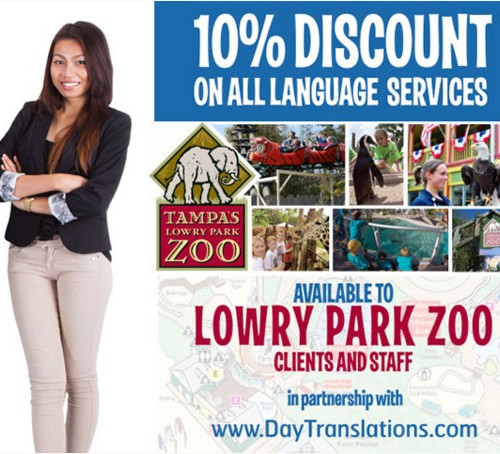 10% DISCOUNT
ON ALL LANGUAGE SERVICES
TAMPA'S
LOWRY PARK
ZOO
AVAILABLE TO
LOWRY PARK ZOO
CLIENTS AND STAFF
in partnership with
www.DayTranslations.com